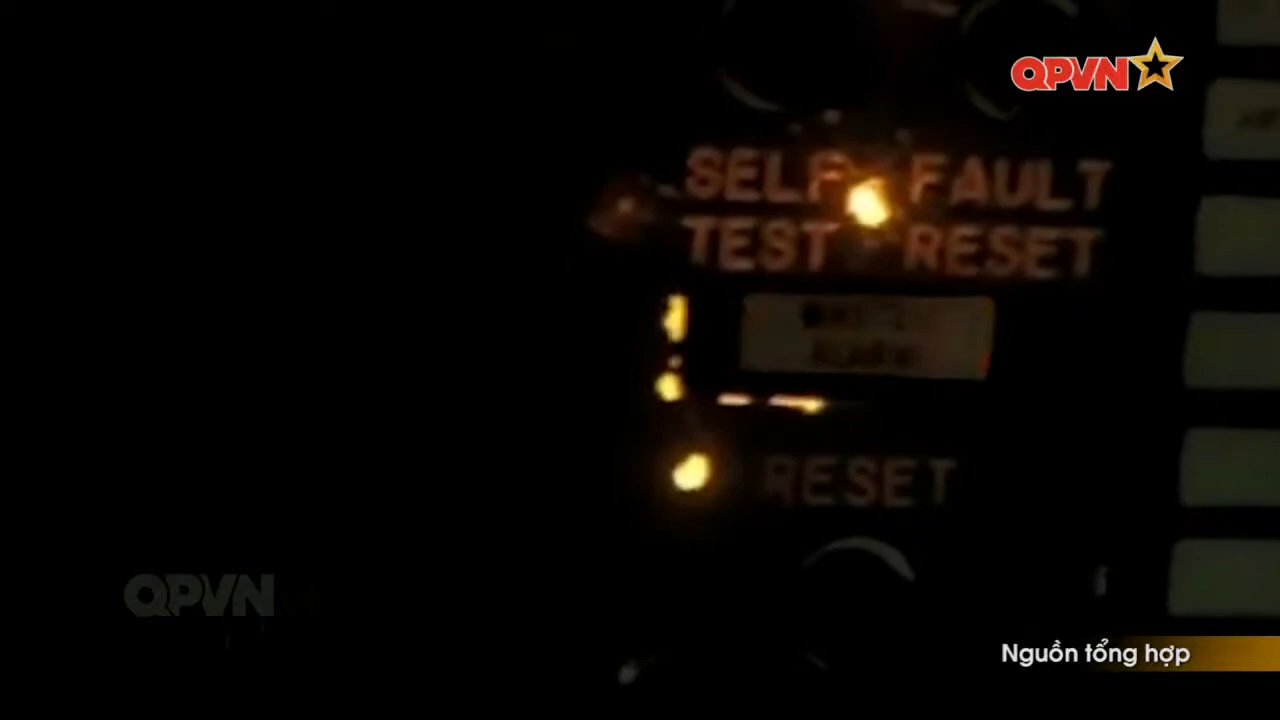 QPVN
SELF FAULT
TEST RESET
RESET
QPVN
Nguồn tổng hợp